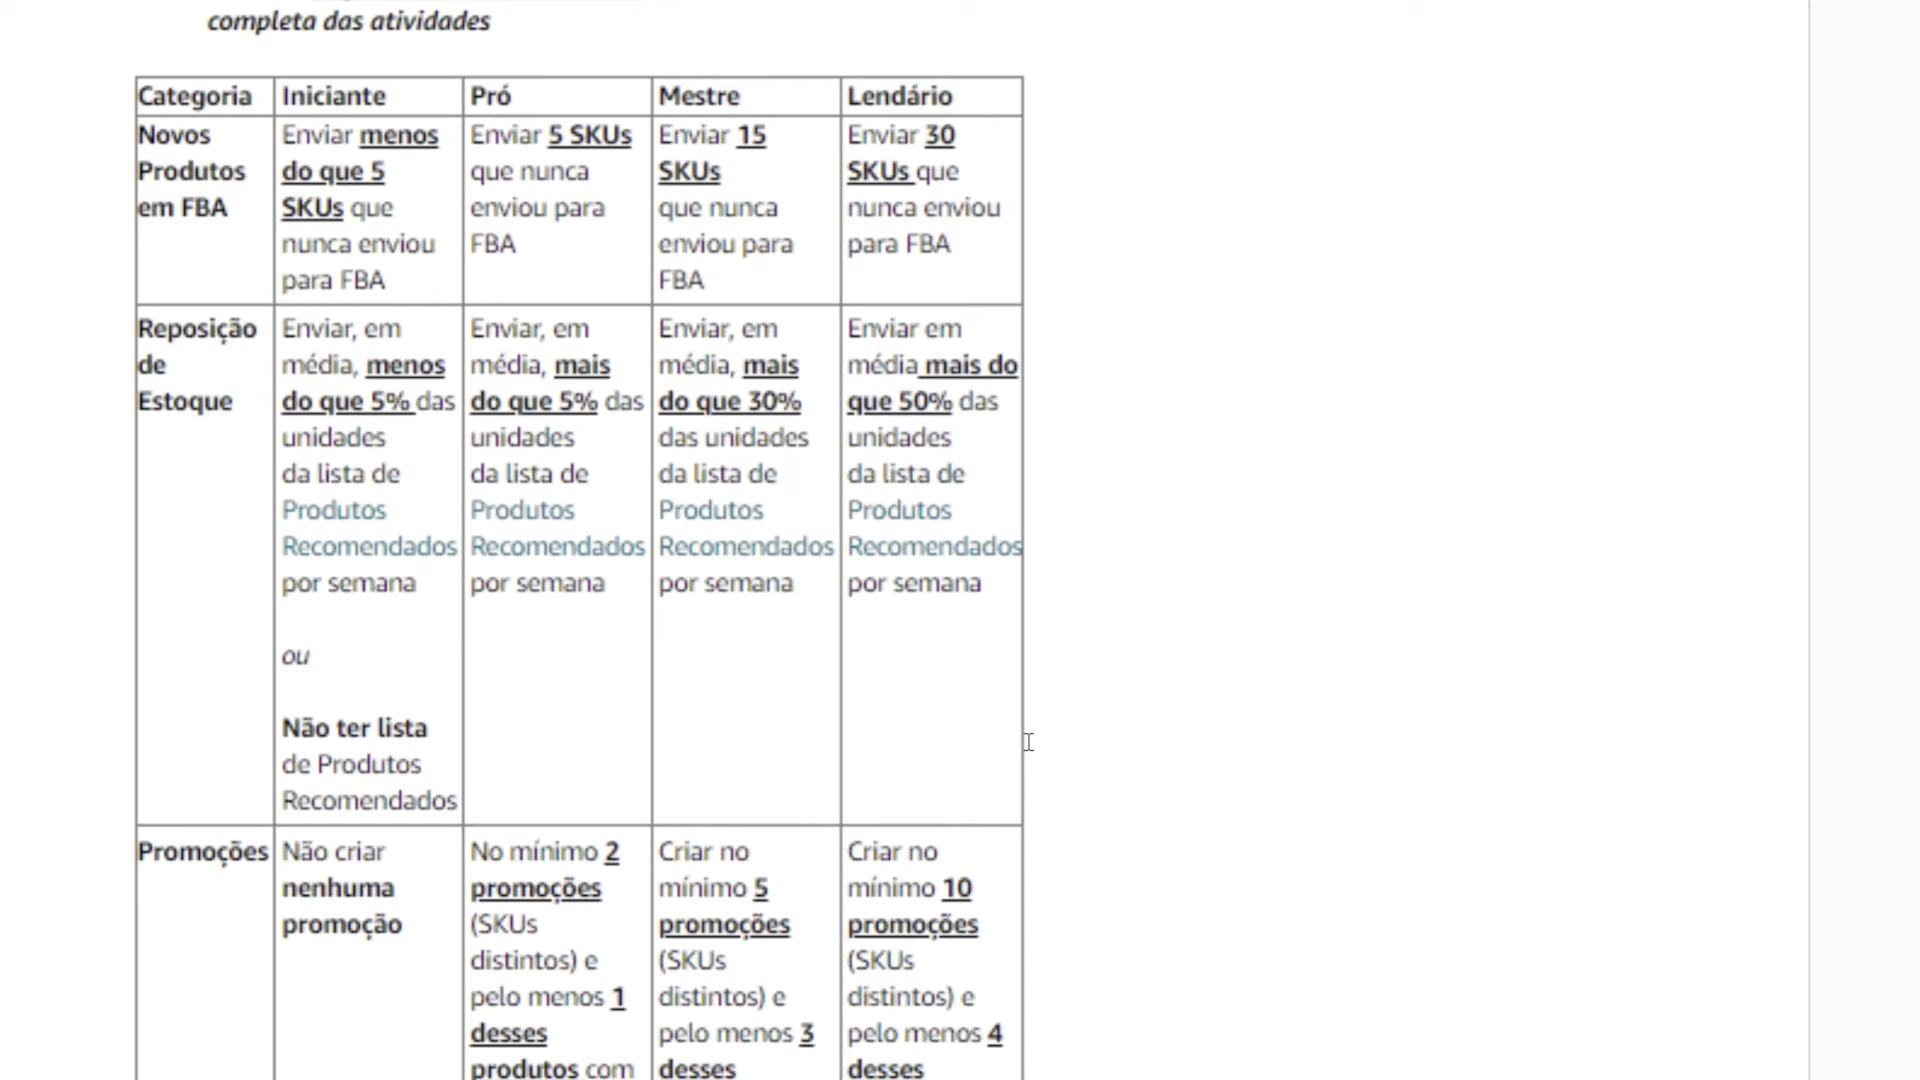 completa das atividades
Categoria
Iniciante
Pró
Mestre
Lendário
Novos
Produtos
em FBA
Enviar menos
do que 5
SKUs que
nunca enviou
para FBA
Enviar 5 SKUs
que nunca
enviou para
FBA
Enviar 15
SKUs
que nunca
enviou para
FBA
Enviar 30
SKUs que
nunca enviou
para FBA
Reposição
de
Estoque
Enviar, em
média, menos
do que 5% das
unidades
da lista de
Produtos
Recomendados
por semana
ou
Não ter lista
de Produtos
Recomendados
Enviar, em
média, mais
do que 5% das
unidades
da lista de
Produtos
Recomendados
por semana
Enviar, em
média, mais
do que 30%
das unidades
da lista de
Produtos
Recomendados
por semana
Enviar em
média mais do
que 50% das
unidades
da lista de
Produtos
Recomendados
por semana
Promoções
Não criar
nenhuma
promoção
No mínimo 2
promoções
(SKUs
distintos) e
pelo menos 1
desses
produtos com
Criar no
mínimo 5
promoções
(SKUs
distintos) e
pelo menos 3
desses
Criar no
mínimo 10
promoções
(SKUs
distintos) e
pelo menos 4
desses